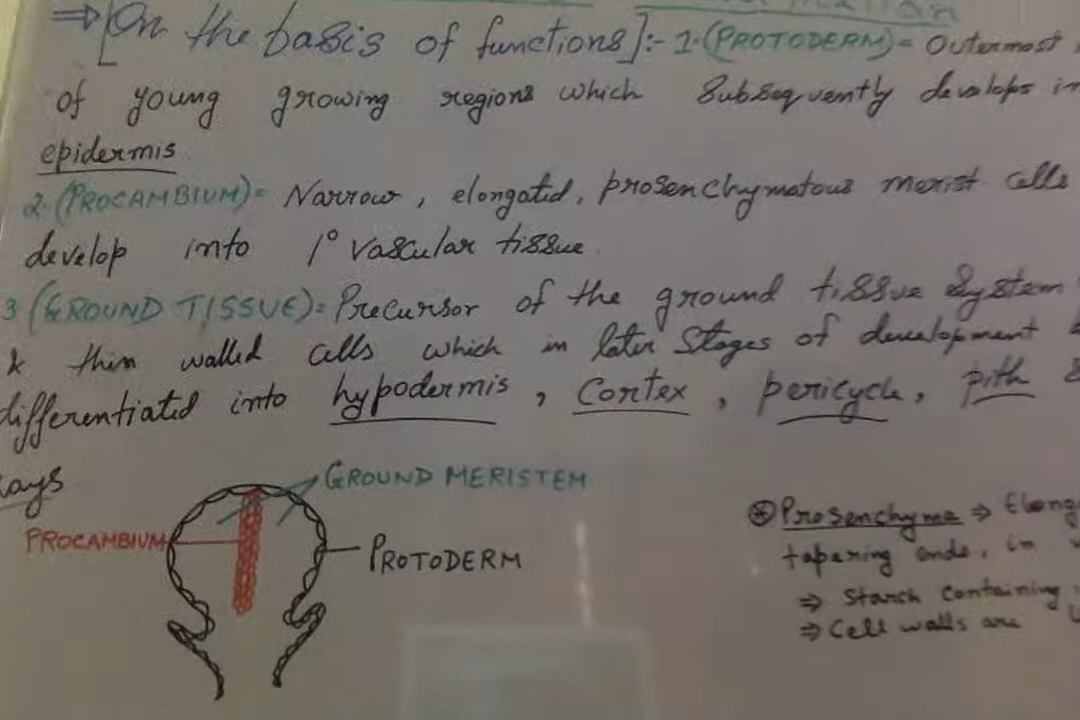 ⇒ [On the basis of functions]:- 1.(PROTODERM)= Outermost
of young growing regions which Subsequently develops in
epidermis
2. (PROCAMBIUM)= Narrow, elongated, prosenchymatous merist cells
develop into 1° Vascular tissue.
3 (GROUND TISSUE)= Precursor of the ground tissue System
& thin walled cells which in later Stages of development
differentiated into hypodermis, Cortex, pericycle, pith &
rays
GROUND MERISTEM
PROCAMBIUM
PROTODERM
⊛ Prosenchyma ⇒ Elong
tapering ends, in
⇒ Starch containing
⇒ Cell walls are